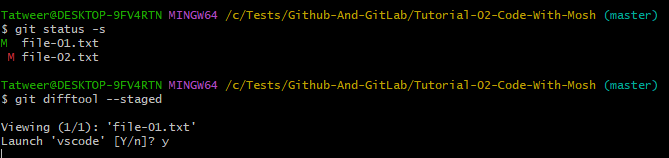 Tatweer@DESKTOP-9FV4RTN MINGW64 /c/Tests/Github-And-GitLab/Tutorial-02-Code-With-Mosh (master)
$ git status -s
M  file-01.txt
 M file-02.txt
Tatweer@DESKTOP-9FV4RTN MINGW64 /c/Tests/Github-And-GitLab/Tutorial-02-Code-With-Mosh (master)
$ git difftool --staged
Viewing (1/1): 'file-01.txt'
Launch 'vscode' [Y/n]? y